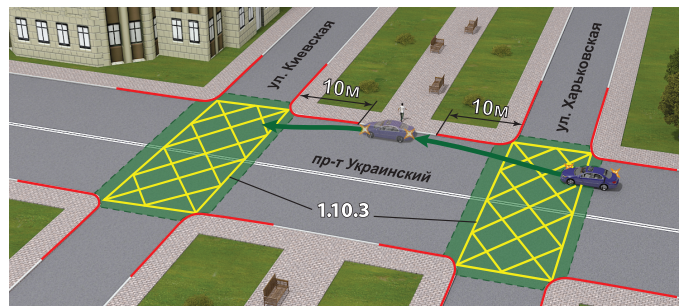 ул. Киевская
ул. Харьковская
10м
10м
пр-т Украинский
1.10.3